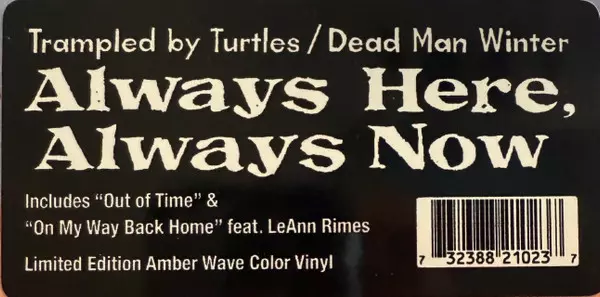 Trampled by Turtles / Dead Man Winter
Always Here,
Always Now
Includes “Out of Time” &
“On My Way Back Home” feat. LeAnn Rimes
Limited Edition Amber Wave Color Vinyl
7 32388 21023 7